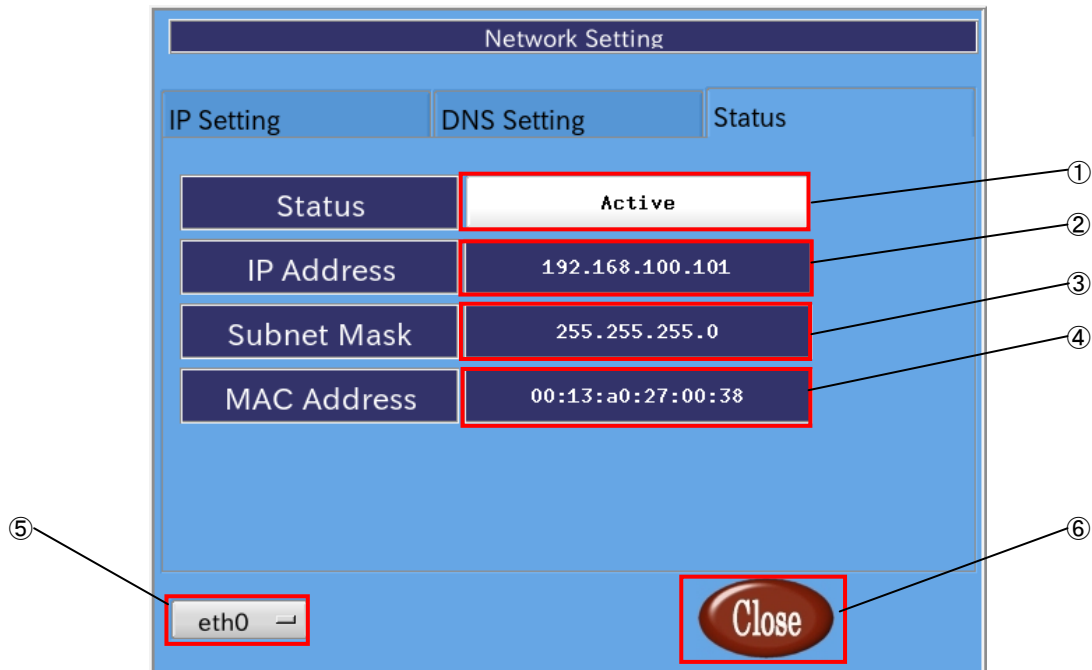 Network Setting
IP Setting DNS Setting Status
Status Active ①
IP Address 192.168.100.101 ②
Subnet Mask 255.255.255.0 ③
MAC Address 00:13:a0:27:00:38 ④
⑤ ⑥
eth0 Close